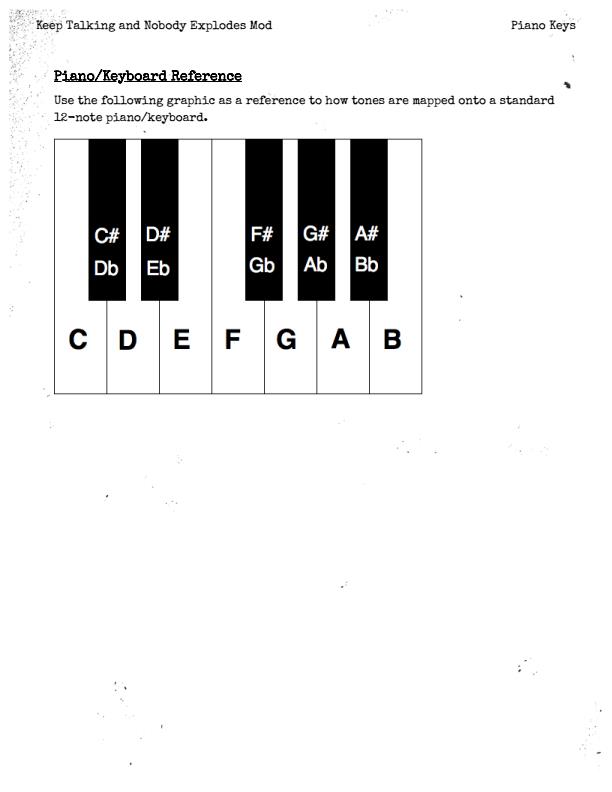 Keep Talking and Nobody Explodes Mod
Piano Keys
Piano/Keyboard Reference
Use the following graphic as a reference to how tones are mapped onto a standard
12-note piano/keyboard.
C# D# F# G# A#
Db Eb Gb Ab Bb
C D E F G A B